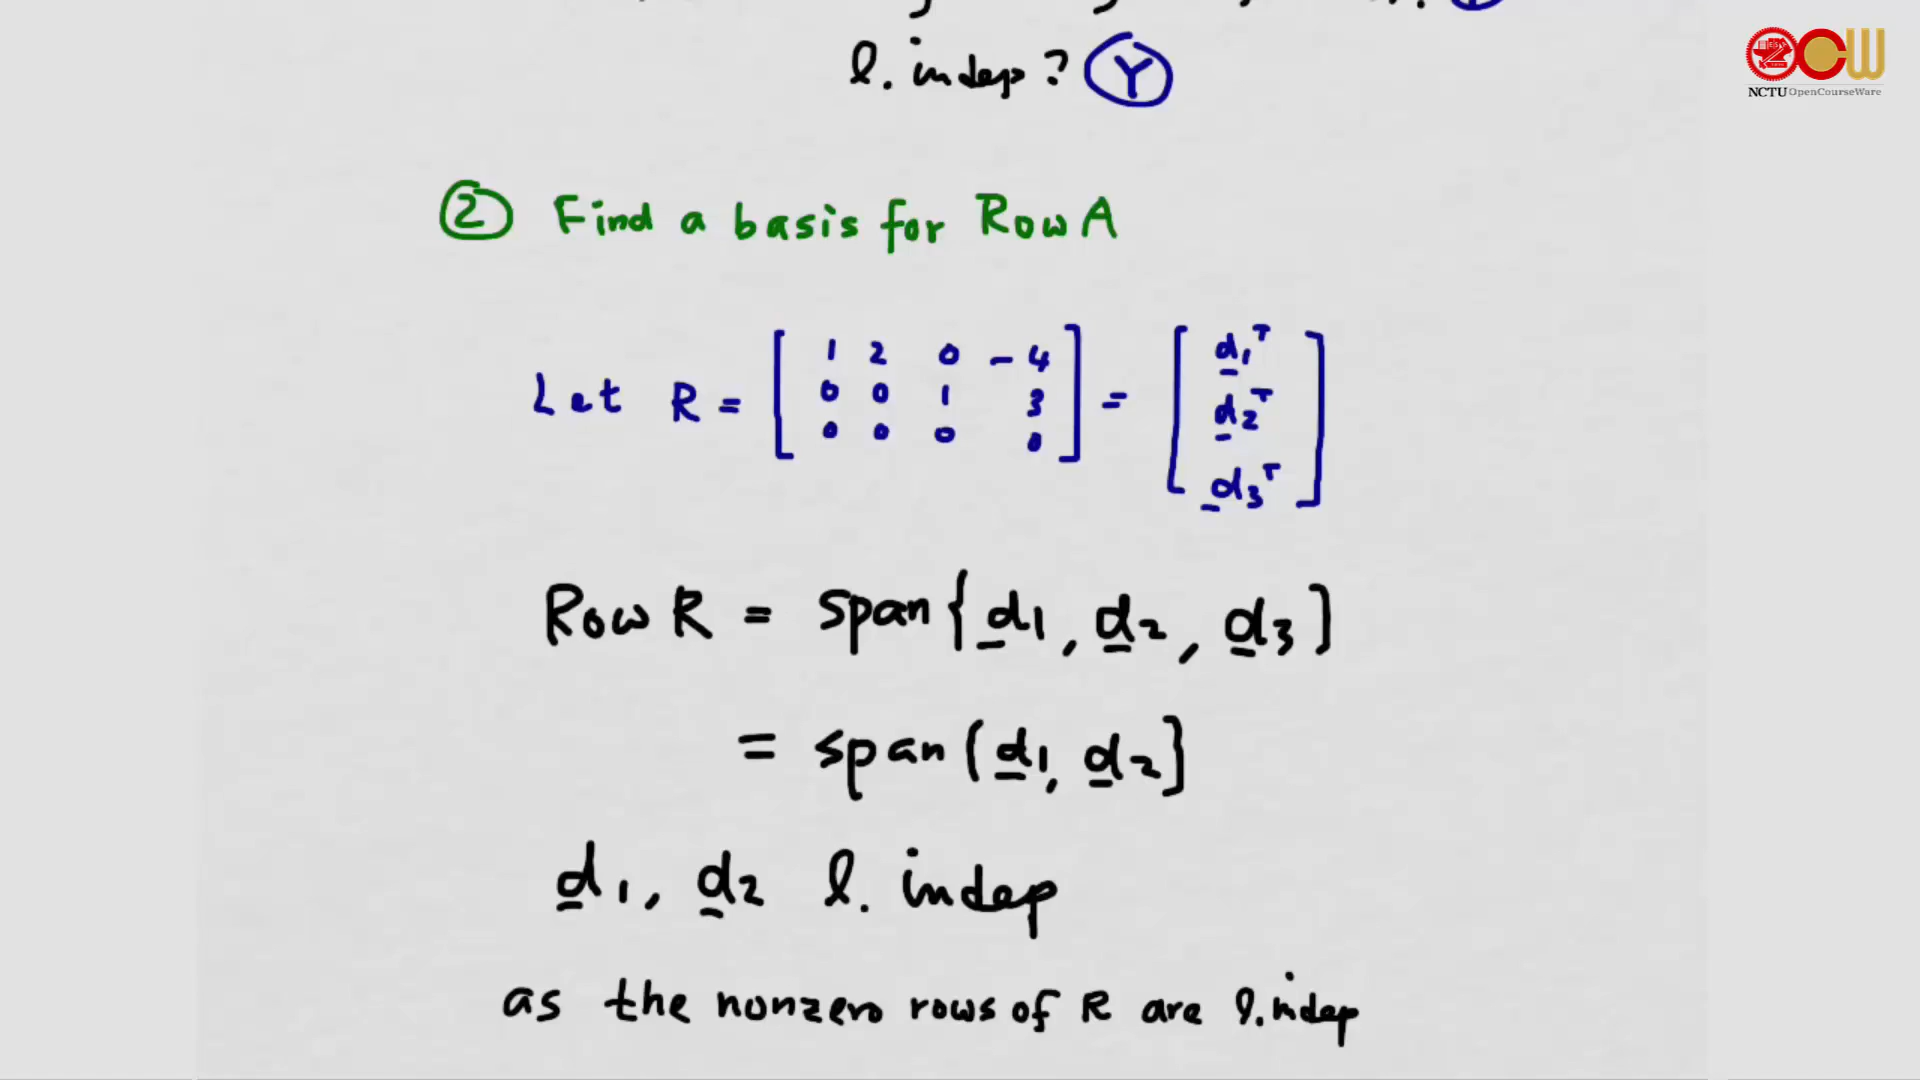 l. indep? Y
NCTU OpenCourseWare
② Find a basis for Row A
Let R = [ 1 2 0 -4 ; 0 0 1 3 ; 0 0 0 0 ] = [ d1ᵀ ; d2ᵀ ; d3ᵀ ]
Row R = span{d1, d2, d3}
= span{d1, d2}
d1, d2 l. indep
as the nonzero rows of R are l. indep